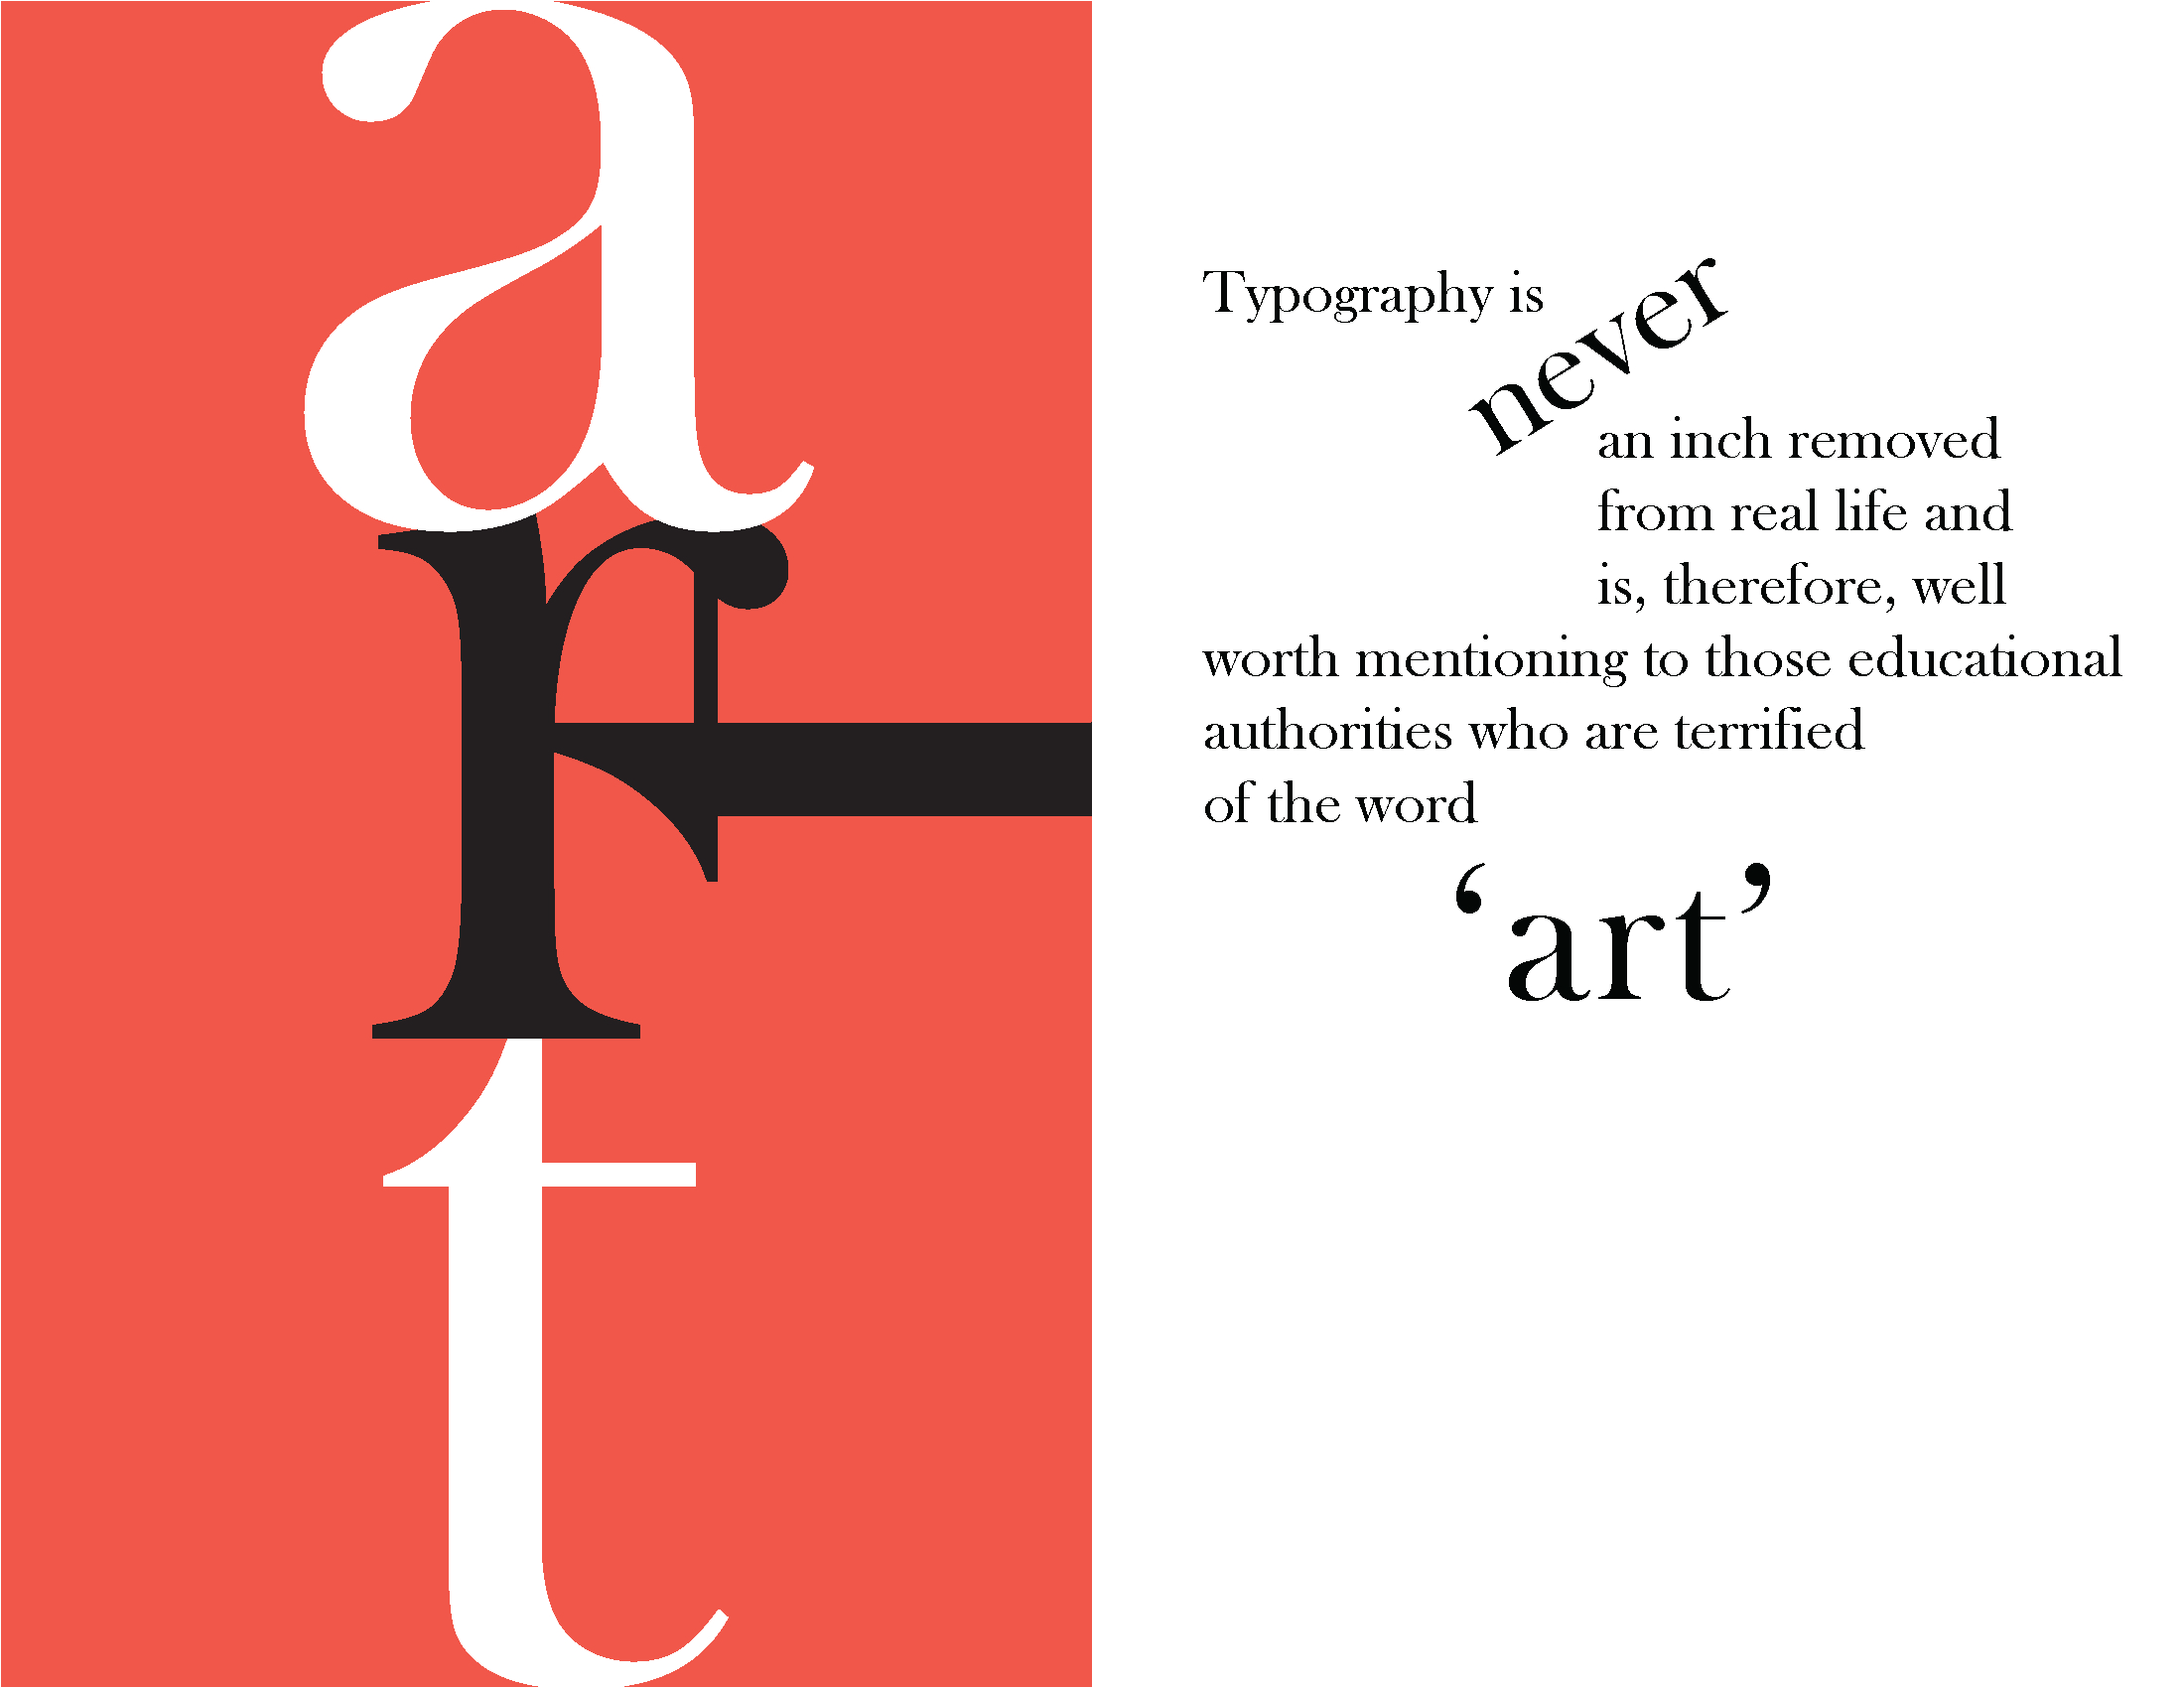 a
r
t
Typography is
never
an inch removed
from real life and
is, therefore, well
worth mentioning to those educational
authorities who are terrified
of the word
‘art’